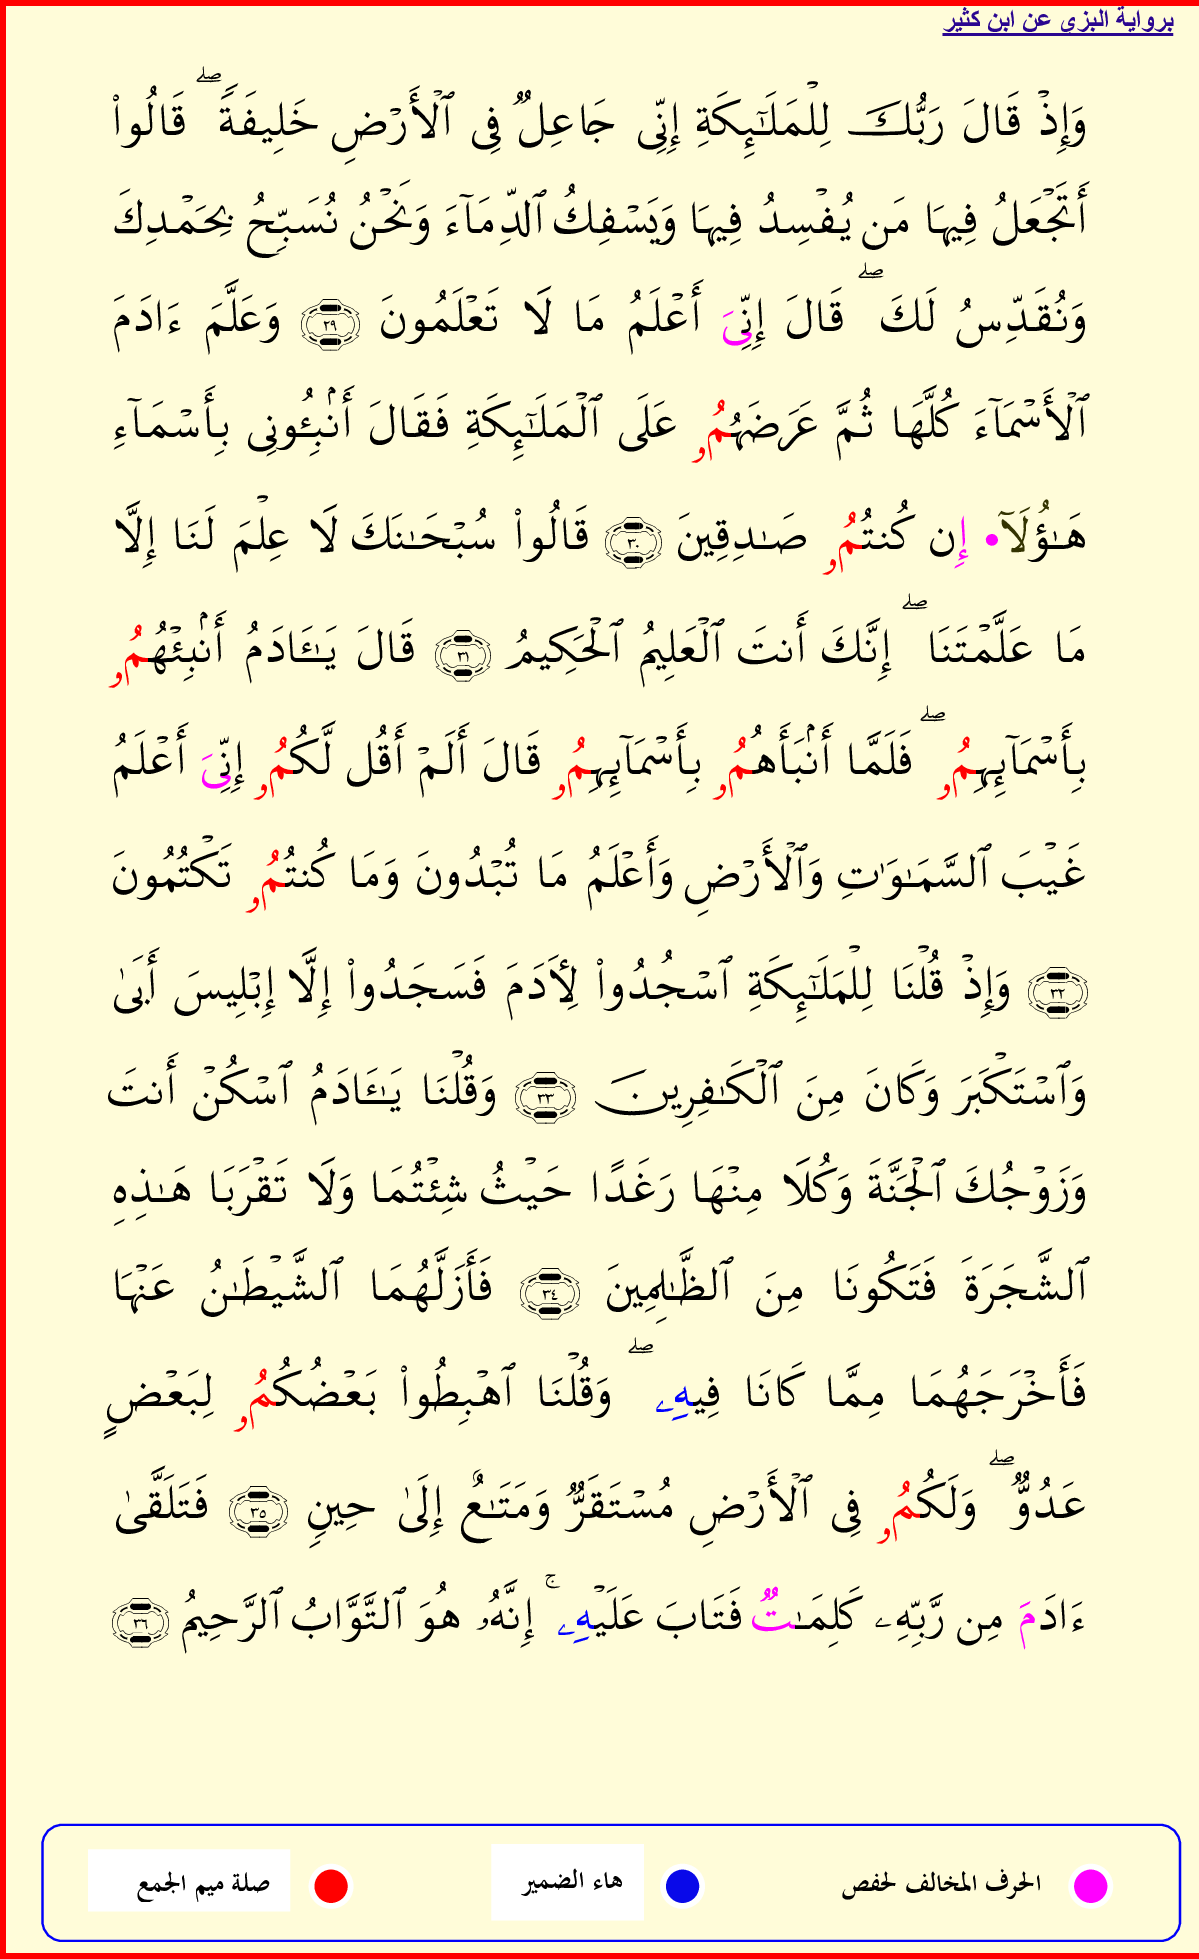 برواية البزي عن ابن كثير
وَإِذۡ قَالَ رَبُّكَ لِلۡمَلَـٰٓئِكَةِ إِنِّي جَاعِلٞ فِي ٱلۡأَرۡضِ خَلِيفَةٗۖ قَالُواْ
أَتَجۡعَلُ فِيهَا مَن يُفۡسِدُ فِيهَا وَيَسۡفِكُ ٱلدِّمَآءَ وَنَحۡنُ نُسَبِّحُ بِحَمۡدِكَ
وَنُقَدِّسُ لَكَۖ قَالَ إِنِّيَ أَعۡلَمُ مَا لَا تَعۡلَمُونَ ٢٩ وَعَلَّمَ ءَادَمَ
ٱلۡأَسۡمَآءَ كُلَّهَا ثُمَّ عَرَضَهُمُۥ عَلَى ٱلۡمَلَـٰٓئِكَةِ فَقَالَ أَنۢبِـُٔونِي بِأَسۡمَآءِ
هَـٰٓؤُلَآ• إِن كُنتُمُۥ صَـٰدِقِينَ ٣٠ قَالُواْ سُبۡحَـٰنَكَ لَا عِلۡمَ لَنَا إِلَّا
مَا عَلَّمۡتَنَاۖ إِنَّكَ أَنتَ ٱلۡعَلِيمُ ٱلۡحَكِيمُ ٣١ قَالَ يَـٰٓـَٔادَمُ أَنۢبِئۡهُمُۥ
بِأَسۡمَآئِهِمُۥۖ فَلَمَّا أَنۢبَأَهُمُۥ بِأَسۡمَآئِهِمُۥ قَالَ أَلَمۡ أَقُل لَّكُمُۥ إِنِّيَ أَعۡلَمُ
غَيۡبَ ٱلسَّمَـٰوَٰتِ وَٱلۡأَرۡضِ وَأَعۡلَمُ مَا تُبۡدُونَ وَمَا كُنتُمُۥ تَكۡتُمُونَ
٣٢ وَإِذۡ قُلۡنَا لِلۡمَلَـٰٓئِكَةِ ٱسۡجُدُواْ لِأٓدَمَ فَسَجَدُواْ إِلَّا إِبۡلِيسَ أَبَىٰ
وَٱسۡتَكۡبَرَ وَكَانَ مِنَ ٱلۡكَـٰفِرِينَ ٣٣ وَقُلۡنَا يَـٰٓـَٔادَمُ ٱسۡكُنۡ أَنتَ
وَزَوۡجُكَ ٱلۡجَنَّةَ وَكُلَا مِنۡهَا رَغَدًا حَيۡثُ شِئۡتُمَا وَلَا تَقۡرَبَا هَـٰذِهِ
ٱلشَّجَرَةَ فَتَكُونَا مِنَ ٱلظَّـٰلِمِينَ ٣٤ فَأَزَلَّهُمَا ٱلشَّيۡطَـٰنُ عَنۡهَا
فَأَخۡرَجَهُمَا مِمَّا كَانَا فِيهِۦۖ وَقُلۡنَا ٱهۡبِطُواْ بَعۡضُكُمُۥ لِبَعۡضٍ
عَدُوّٞۖ وَلَكُمُۥ فِي ٱلۡأَرۡضِ مُسۡتَقَرّٞ وَمَتَـٰعٌ إِلَىٰ حِينٖ ٣٥ فَتَلَقَّىٰ
ءَادَمَ مِن رَّبِّهِۦ كَلِمَـٰتٞ فَتَابَ عَلَيۡهِۦۚ إِنَّهُۥ هُوَ ٱلتَّوَّابُ ٱلرَّحِيمُ ٣٦
الحرف المخالف لحفص
هاء الضمير
صلة ميم الجمع